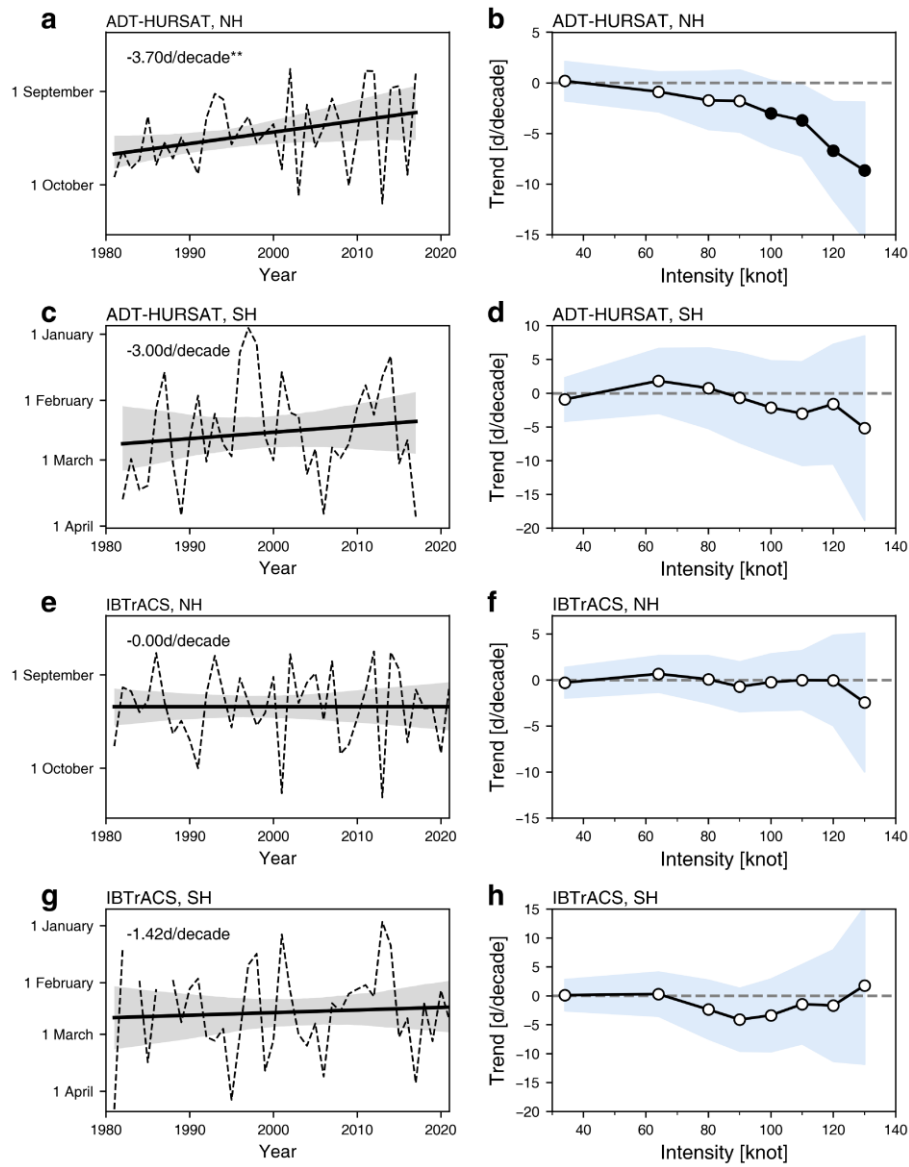 a
ADT-HURSAT, NH
-3.70d/decade**
1 September
1 October
1980 1990 2000 2010 2020
Year
b
ADT-HURSAT, NH
Trend [d/decade]
5
0
−5
−10
−15
40 60 80 100 120 140
Intensity [knot]
c
ADT-HURSAT, SH
-3.00d/decade
1 January
1 February
1 March
1 April
1980 1990 2000 2010 2020
Year
d
ADT-HURSAT, SH
Trend [d/decade]
10
5
0
−5
−10
−15
−20
40 60 80 100 120 140
Intensity [knot]
e
IBTrACS, NH
-0.00d/decade
1 September
1 October
1980 1990 2000 2010 2020
Year
f
IBTrACS, NH
Trend [d/decade]
5
0
−5
−10
−15
40 60 80 100 120 140
Intensity [knot]
g
IBTrACS, SH
-1.42d/decade
1 January
1 February
1 March
1 April
1980 1990 2000 2010 2020
Year
h
IBTrACS, SH
Trend [d/decade]
15
10
5
0
−5
−10
−15
−20
40 60 80 100 120 140
Intensity [knot]